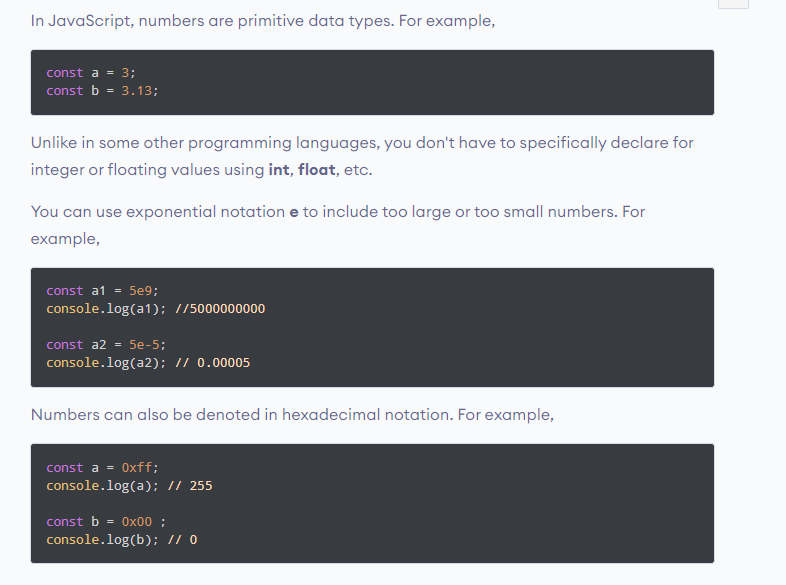 In JavaScript, numbers are primitive data types. For example,
const a = 3;
const b = 3.13;
Unlike in some other programming languages, you don't have to specifically declare for
integer or floating values using int, float, etc.
You can use exponential notation e to include too large or too small numbers. For
example,
const a1 = 5e9;
console.log(a1); //5000000000
const a2 = 5e-5;
console.log(a2); // 0.00005
Numbers can also be denoted in hexadecimal notation. For example,
const a = 0xff;
console.log(a); // 255
const b = 0x00 ;
console.log(b); // 0